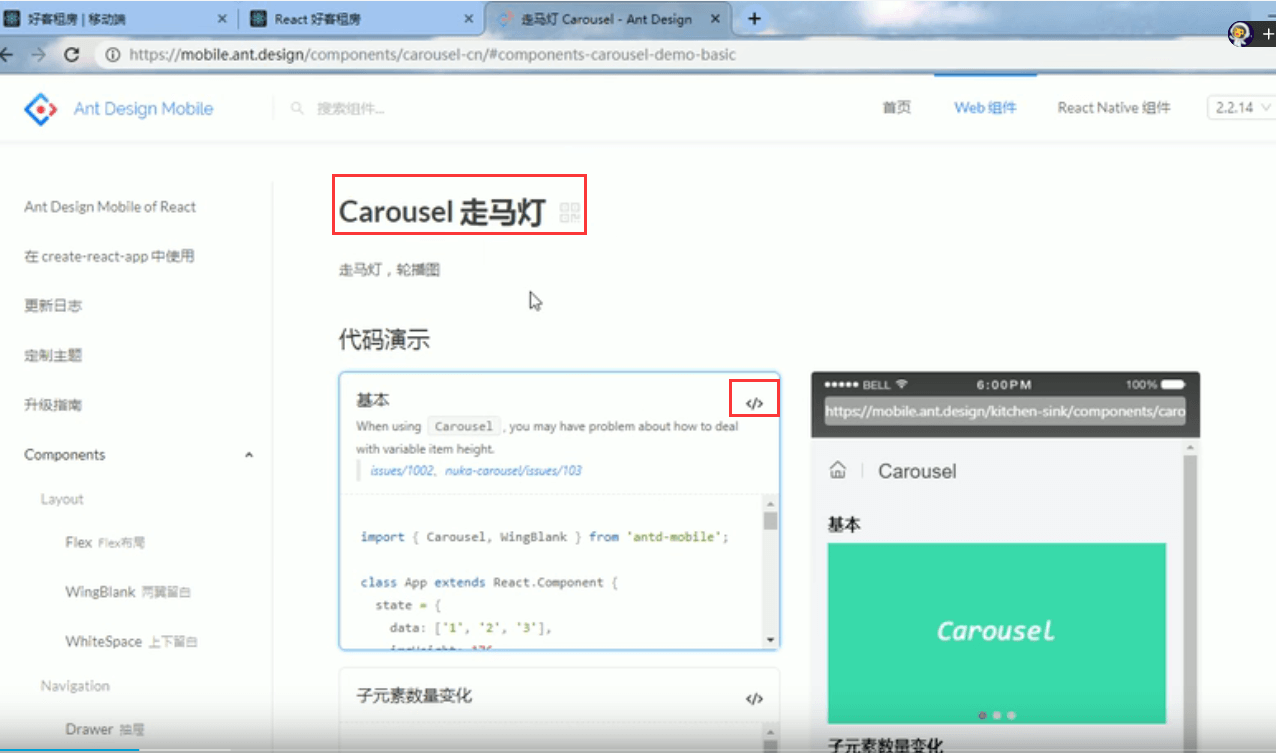 好客租房 | 移动端
React 好客租房
走马灯 Carousel - Ant Design
https://mobile.ant.design/components/carousel-cn/#components-carousel-demo-basic
Ant Design Mobile
搜索组件...
首页
Web 组件
React Native 组件
2.2.14
Ant Design Mobile of React
在 create-react-app 中使用
更新日志
定制主题
升级指南
Components
Layout
Flex Flex布局
WingBlank 两翼留白
WhiteSpace 上下留白
Navigation
Drawer 抽屉
Carousel 走马灯
走马灯，轮播图
代码演示
基本
</>
When using Carousel , you may have problem about how to deal
with variable item height.
issues/1002、nuka-carousel/issues/103
import { Carousel, WingBlank } from 'antd-mobile';
class App extends React.Component {
state = {
data: ['1', '2', '3'],
imgHeight: 176
子元素数量变化
</>
BELL
6:00PM
100%
https://mobile.ant.design/kitchen-sink/components/caro
Carousel
基本
Carousel
子元素数量变化